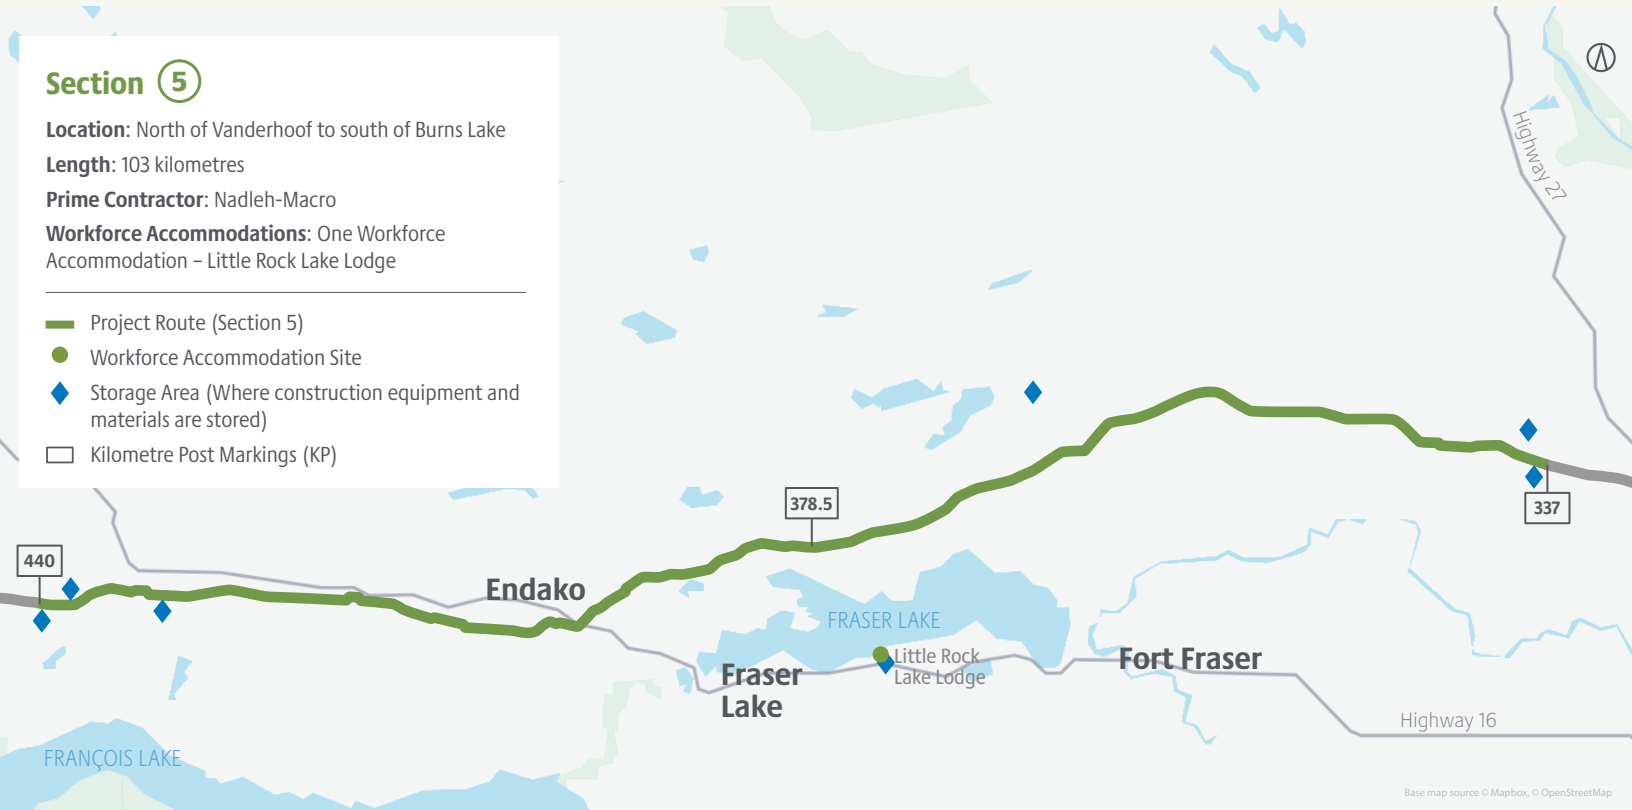 Section 5
Location: North of Vanderhoof to south of Burns Lake
Length: 103 kilometres
Prime Contractor: Nadleh-Macro
Workforce Accommodations: One Workforce
Accommodation – Little Rock Lake Lodge
Project Route (Section 5)
Workforce Accommodation Site
Storage Area (Where construction equipment and
materials are stored)
Kilometre Post Markings (KP)
Highway 27
378.5
337
440
Endako
FRASER LAKE
Little Rock
Lake Lodge
Fraser
Lake
Fort Fraser
Highway 16
FRANÇOIS LAKE
Base map source © Mapbox, © OpenStreetMap